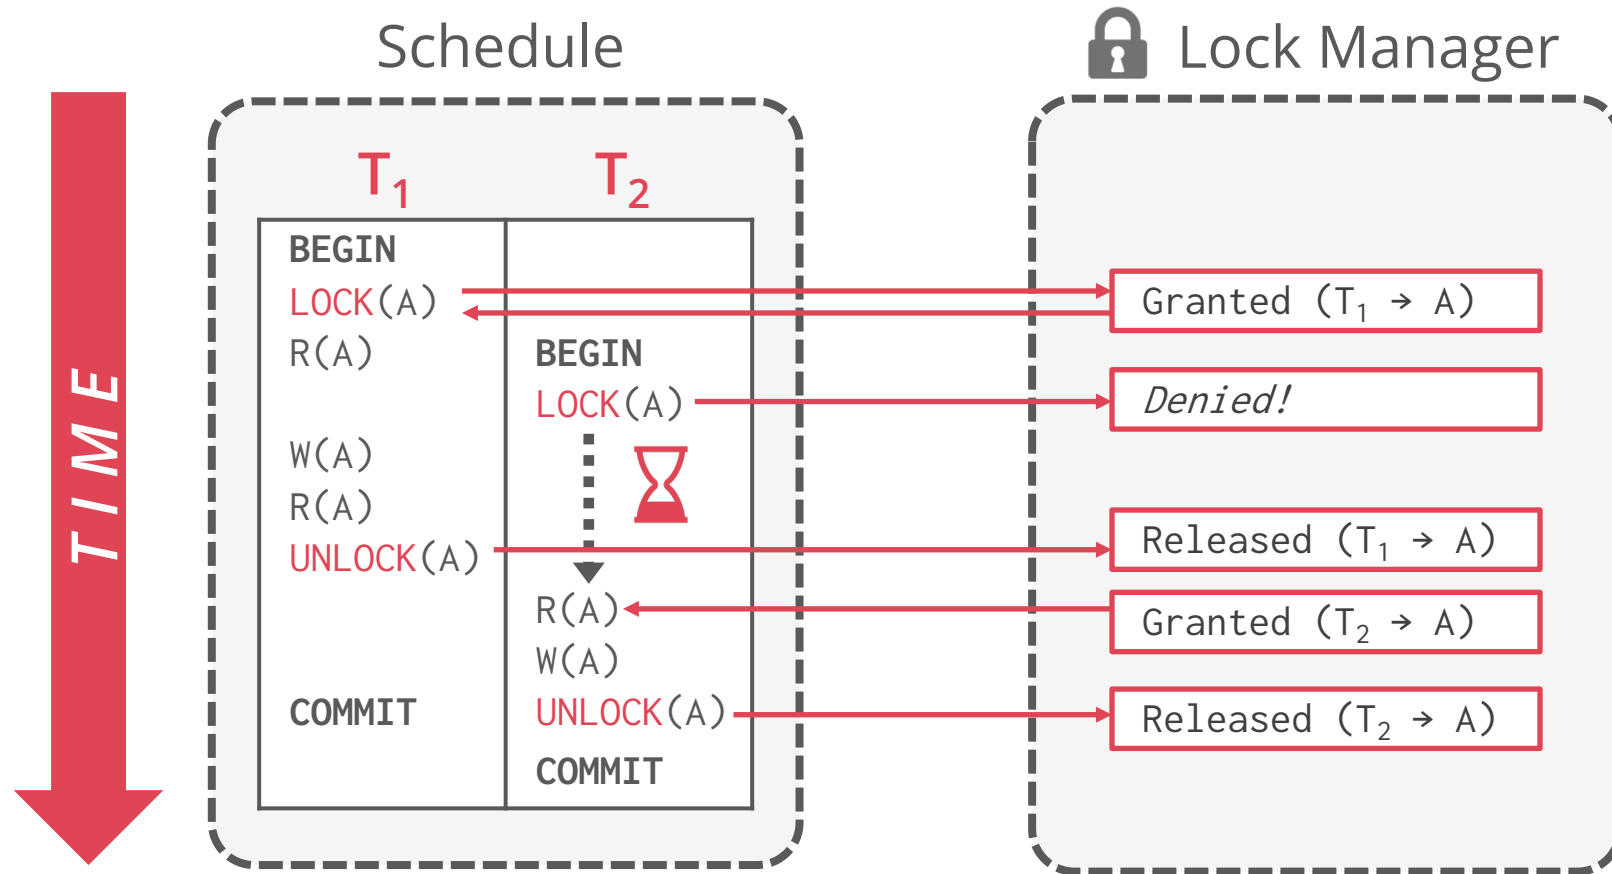 Schedule
Lock Manager
TIME
T1 T2
BEGIN
LOCK(A)
Granted (T1 → A)
R(A) BEGIN
LOCK(A)
Denied!
W(A)
R(A)
UNLOCK(A)
Released (T1 → A)
R(A)
Granted (T2 → A)
W(A)
COMMIT UNLOCK(A)
Released (T2 → A)
COMMIT